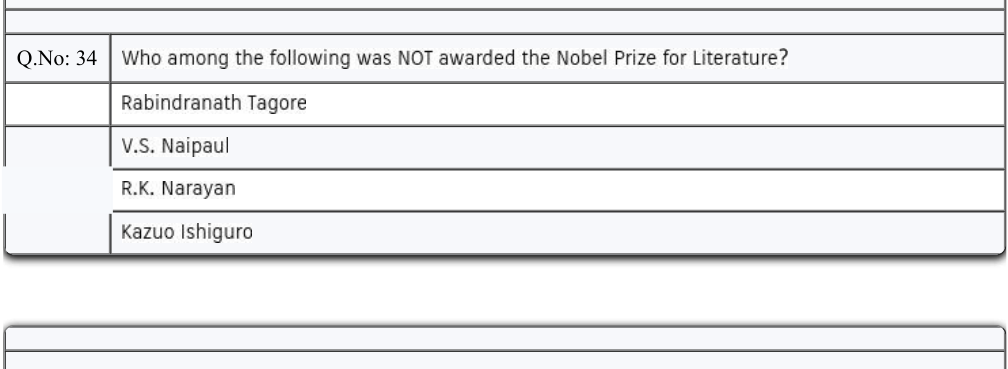 Q.No: 34 Who among the following was NOT awarded the Nobel Prize for Literature?
Rabindranath Tagore
V.S. Naipaul
R.K. Narayan
Kazuo Ishiguro